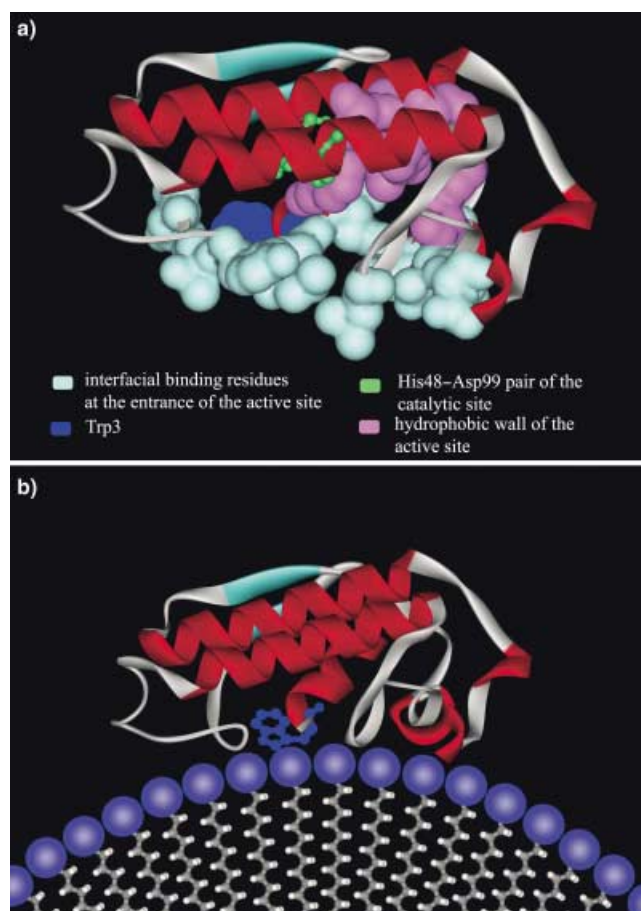 a)
interfacial binding residues
at the entrance of the active site
Trp3
His48–Asp99 pair of the
catalytic site
hydrophobic wall of the
active site
b)